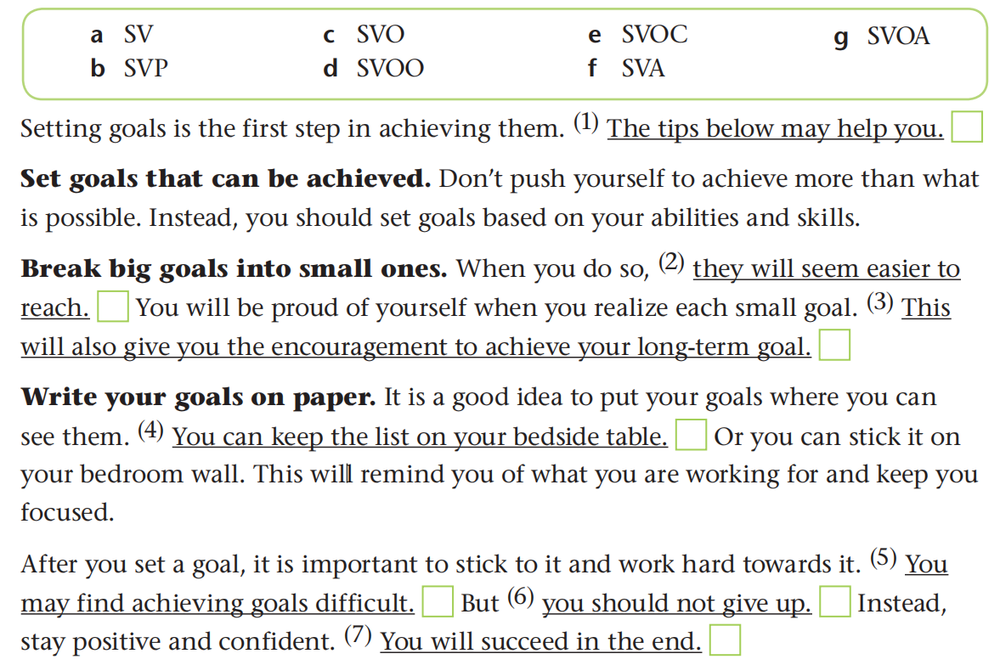 a SV c SVO e SVOC g SVOA
b SVP d SVOO f SVA
Setting goals is the first step in achieving them. (1) The tips below may help you.
Set goals that can be achieved. Don't push yourself to achieve more than what
is possible. Instead, you should set goals based on your abilities and skills.
Break big goals into small ones. When you do so, (2) they will seem easier to
reach. You will be proud of yourself when you realize each small goal. (3) This
will also give you the encouragement to achieve your long-term goal.
Write your goals on paper. It is a good idea to put your goals where you can
see them. (4) You can keep the list on your bedside table. Or you can stick it on
your bedroom wall. This will remind you of what you are working for and keep you
focused.
After you set a goal, it is important to stick to it and work hard towards it. (5) You
may find achieving goals difficult. But (6) you should not give up. Instead,
stay positive and confident. (7) You will succeed in the end.